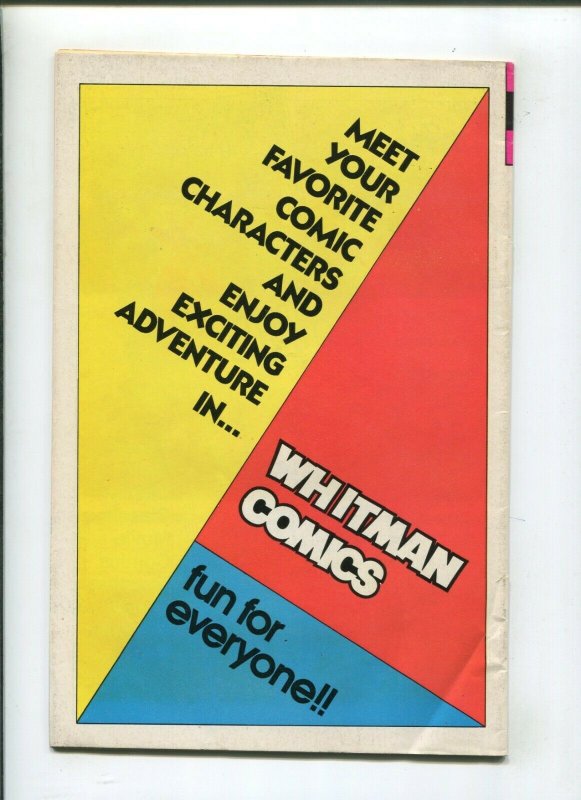 MEET
YOUR
FAVORITE
COMIC
CHARACTERS
AND
ENJOY
EXCITING
ADVENTURE
IN...
WHITMAN
COMICS
fun for
everyone!!